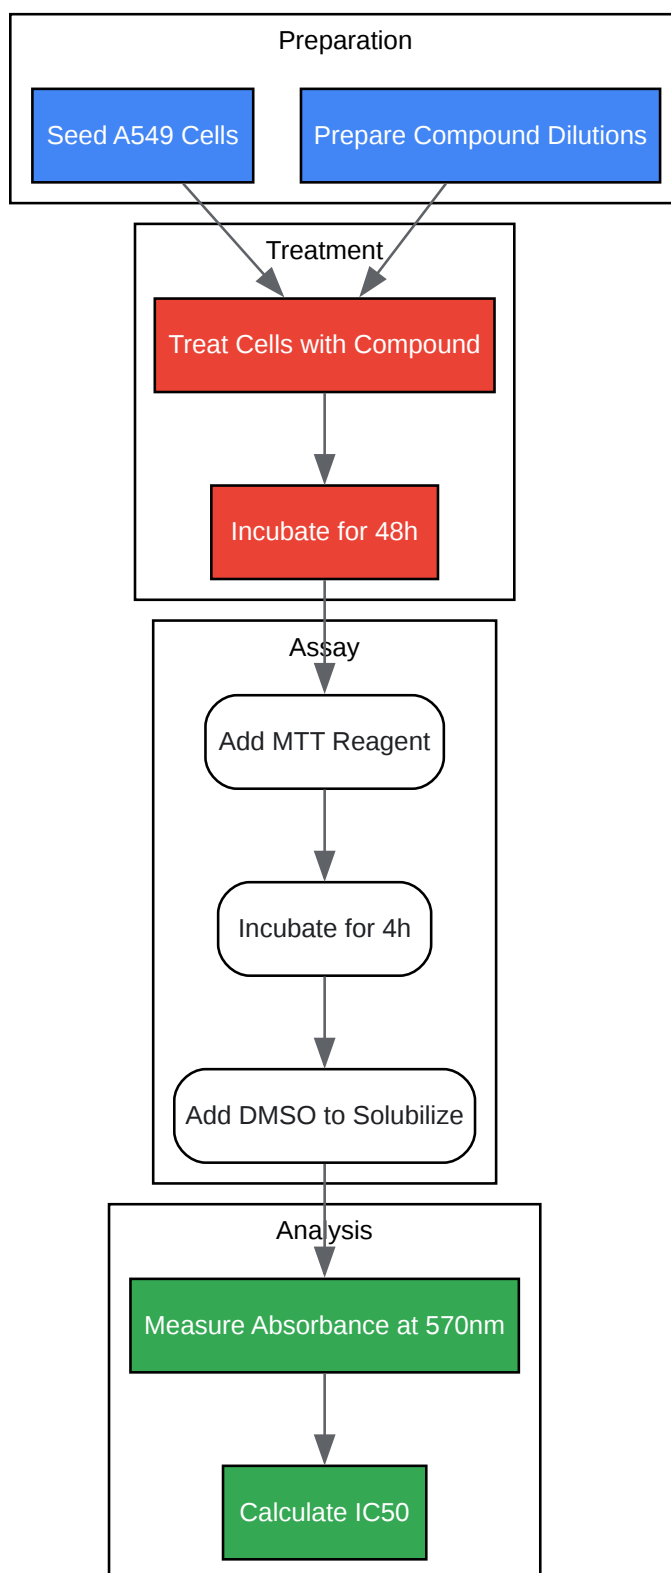 Preparation
Seed A549 Cells
Prepare Compound Dilutions
Treatment
Treat Cells with Compound
Incubate for 48h
Assay
Add MTT Reagent
Incubate for 4h
Add DMSO to Solubilize
Analysis
Measure Absorbance at 570nm
Calculate IC50